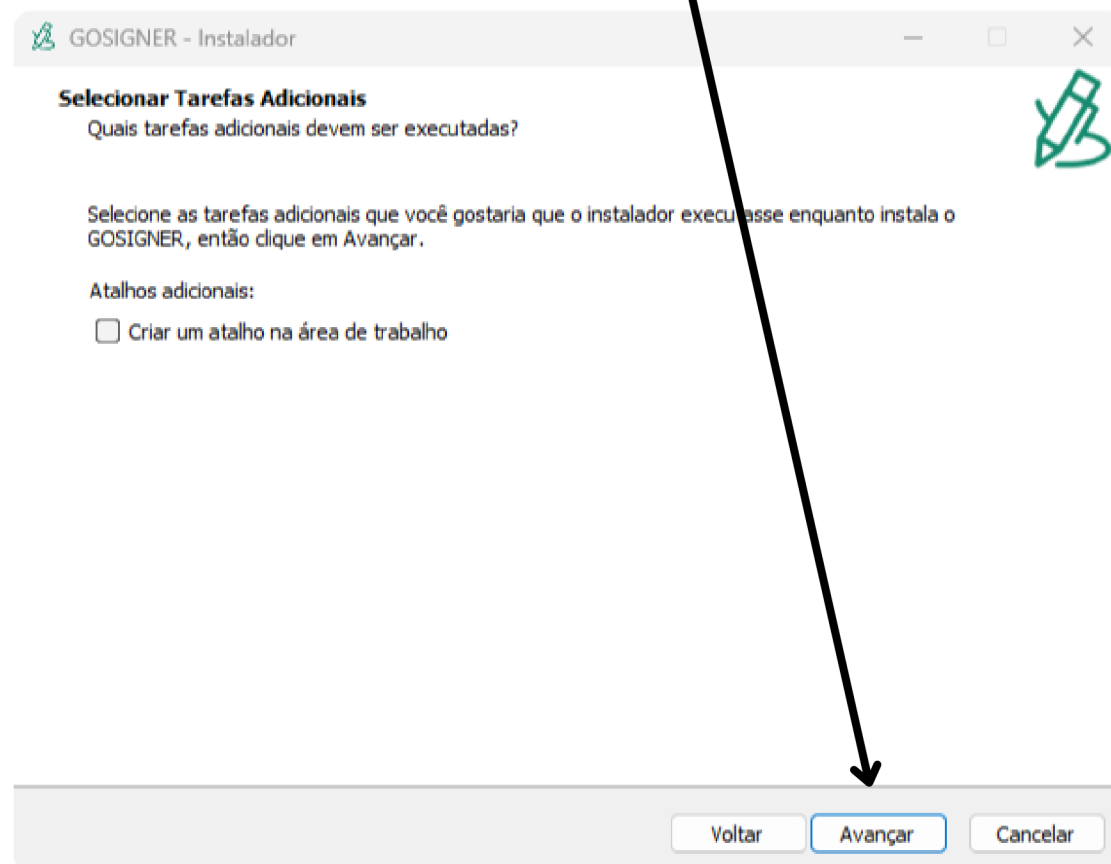 GOSIGNER - Instalador
Selecionar Tarefas Adicionais
Quais tarefas adicionais devem ser executadas?
Selecione as tarefas adicionais que você gostaria que o instalador executasse enquanto instala o
GOSIGNER, então clique em Avançar.
Atalhos adicionais:
Criar um atalho na área de trabalho
Voltar
Avançar
Cancelar